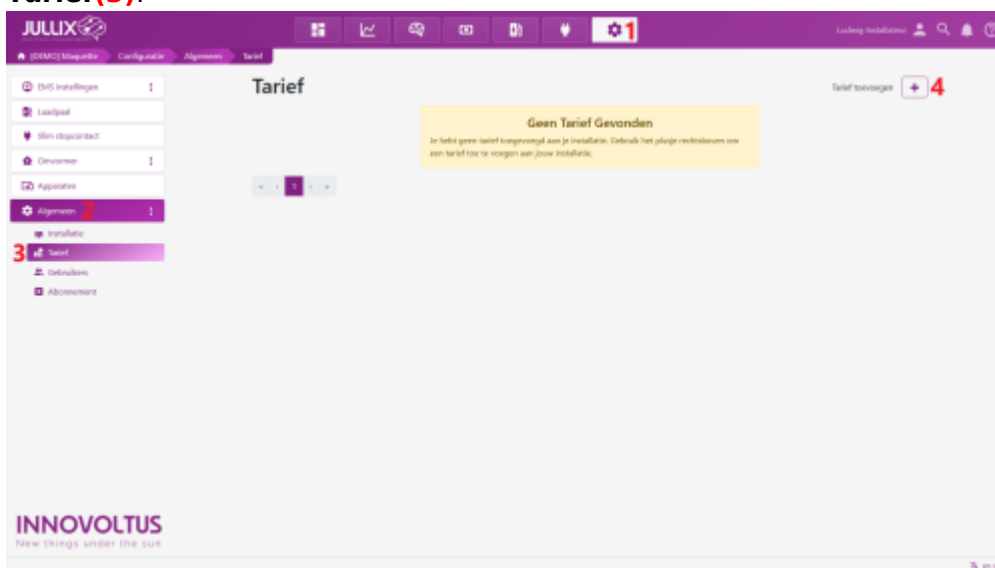 Tarief(3).
JULLIX
1
Ludwig Installateur
[DEMO] Maquette Configuratie Algemeen Tarief
EMS Instellingen
Laadpaal
Slim stopcontact
Omvormer
Apparaten
Algemeen 2
Installatie
3 Tarief
Gebruikers
Abonnement
Tarief
Tarief toevoegen + 4
Geen Tarief Gevonden
Je hebt geen tarief toegevoegd aan je installatie. Gebruik het plusje rechtsboven om
een tarief toe te voegen aan jouw installatie.
« ‹ 1 › »
INNOVOLTUS
New things under the sun